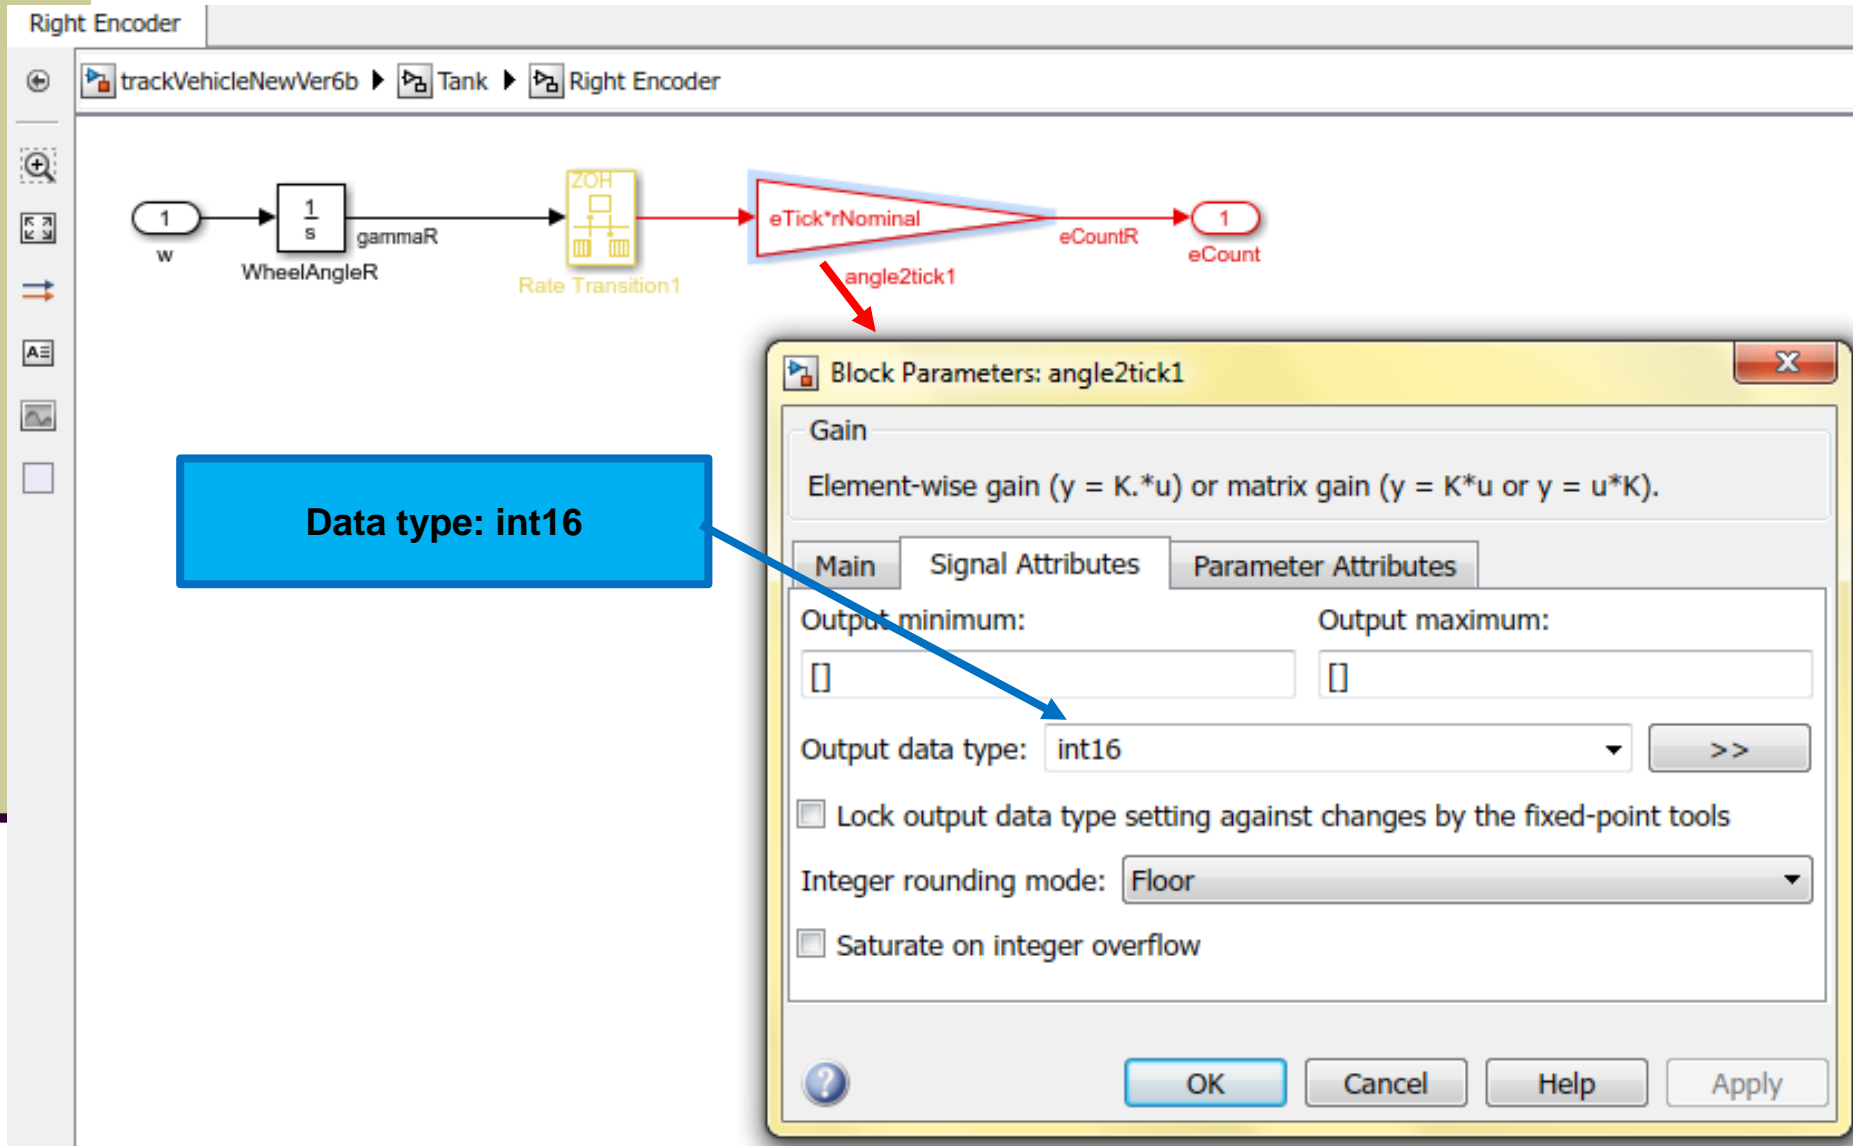 Right Encoder
trackVehicleNewVer6b Tank Right Encoder
1
w
1
s
WheelAngleR
gammaR
ZOH
Rate Transition1
eTick*rNominal
angle2tick1
eCountR
1
eCount
Data type: int16
Block Parameters: angle2tick1
Gain
Element-wise gain (y = K.*u) or matrix gain (y = K*u or y = u*K).
Main Signal Attributes Parameter Attributes
Output minimum: Output maximum:
[] []
Output data type: int16 >>
Lock output data type setting against changes by the fixed-point tools
Integer rounding mode: Floor
Saturate on integer overflow
OK Cancel Help Apply